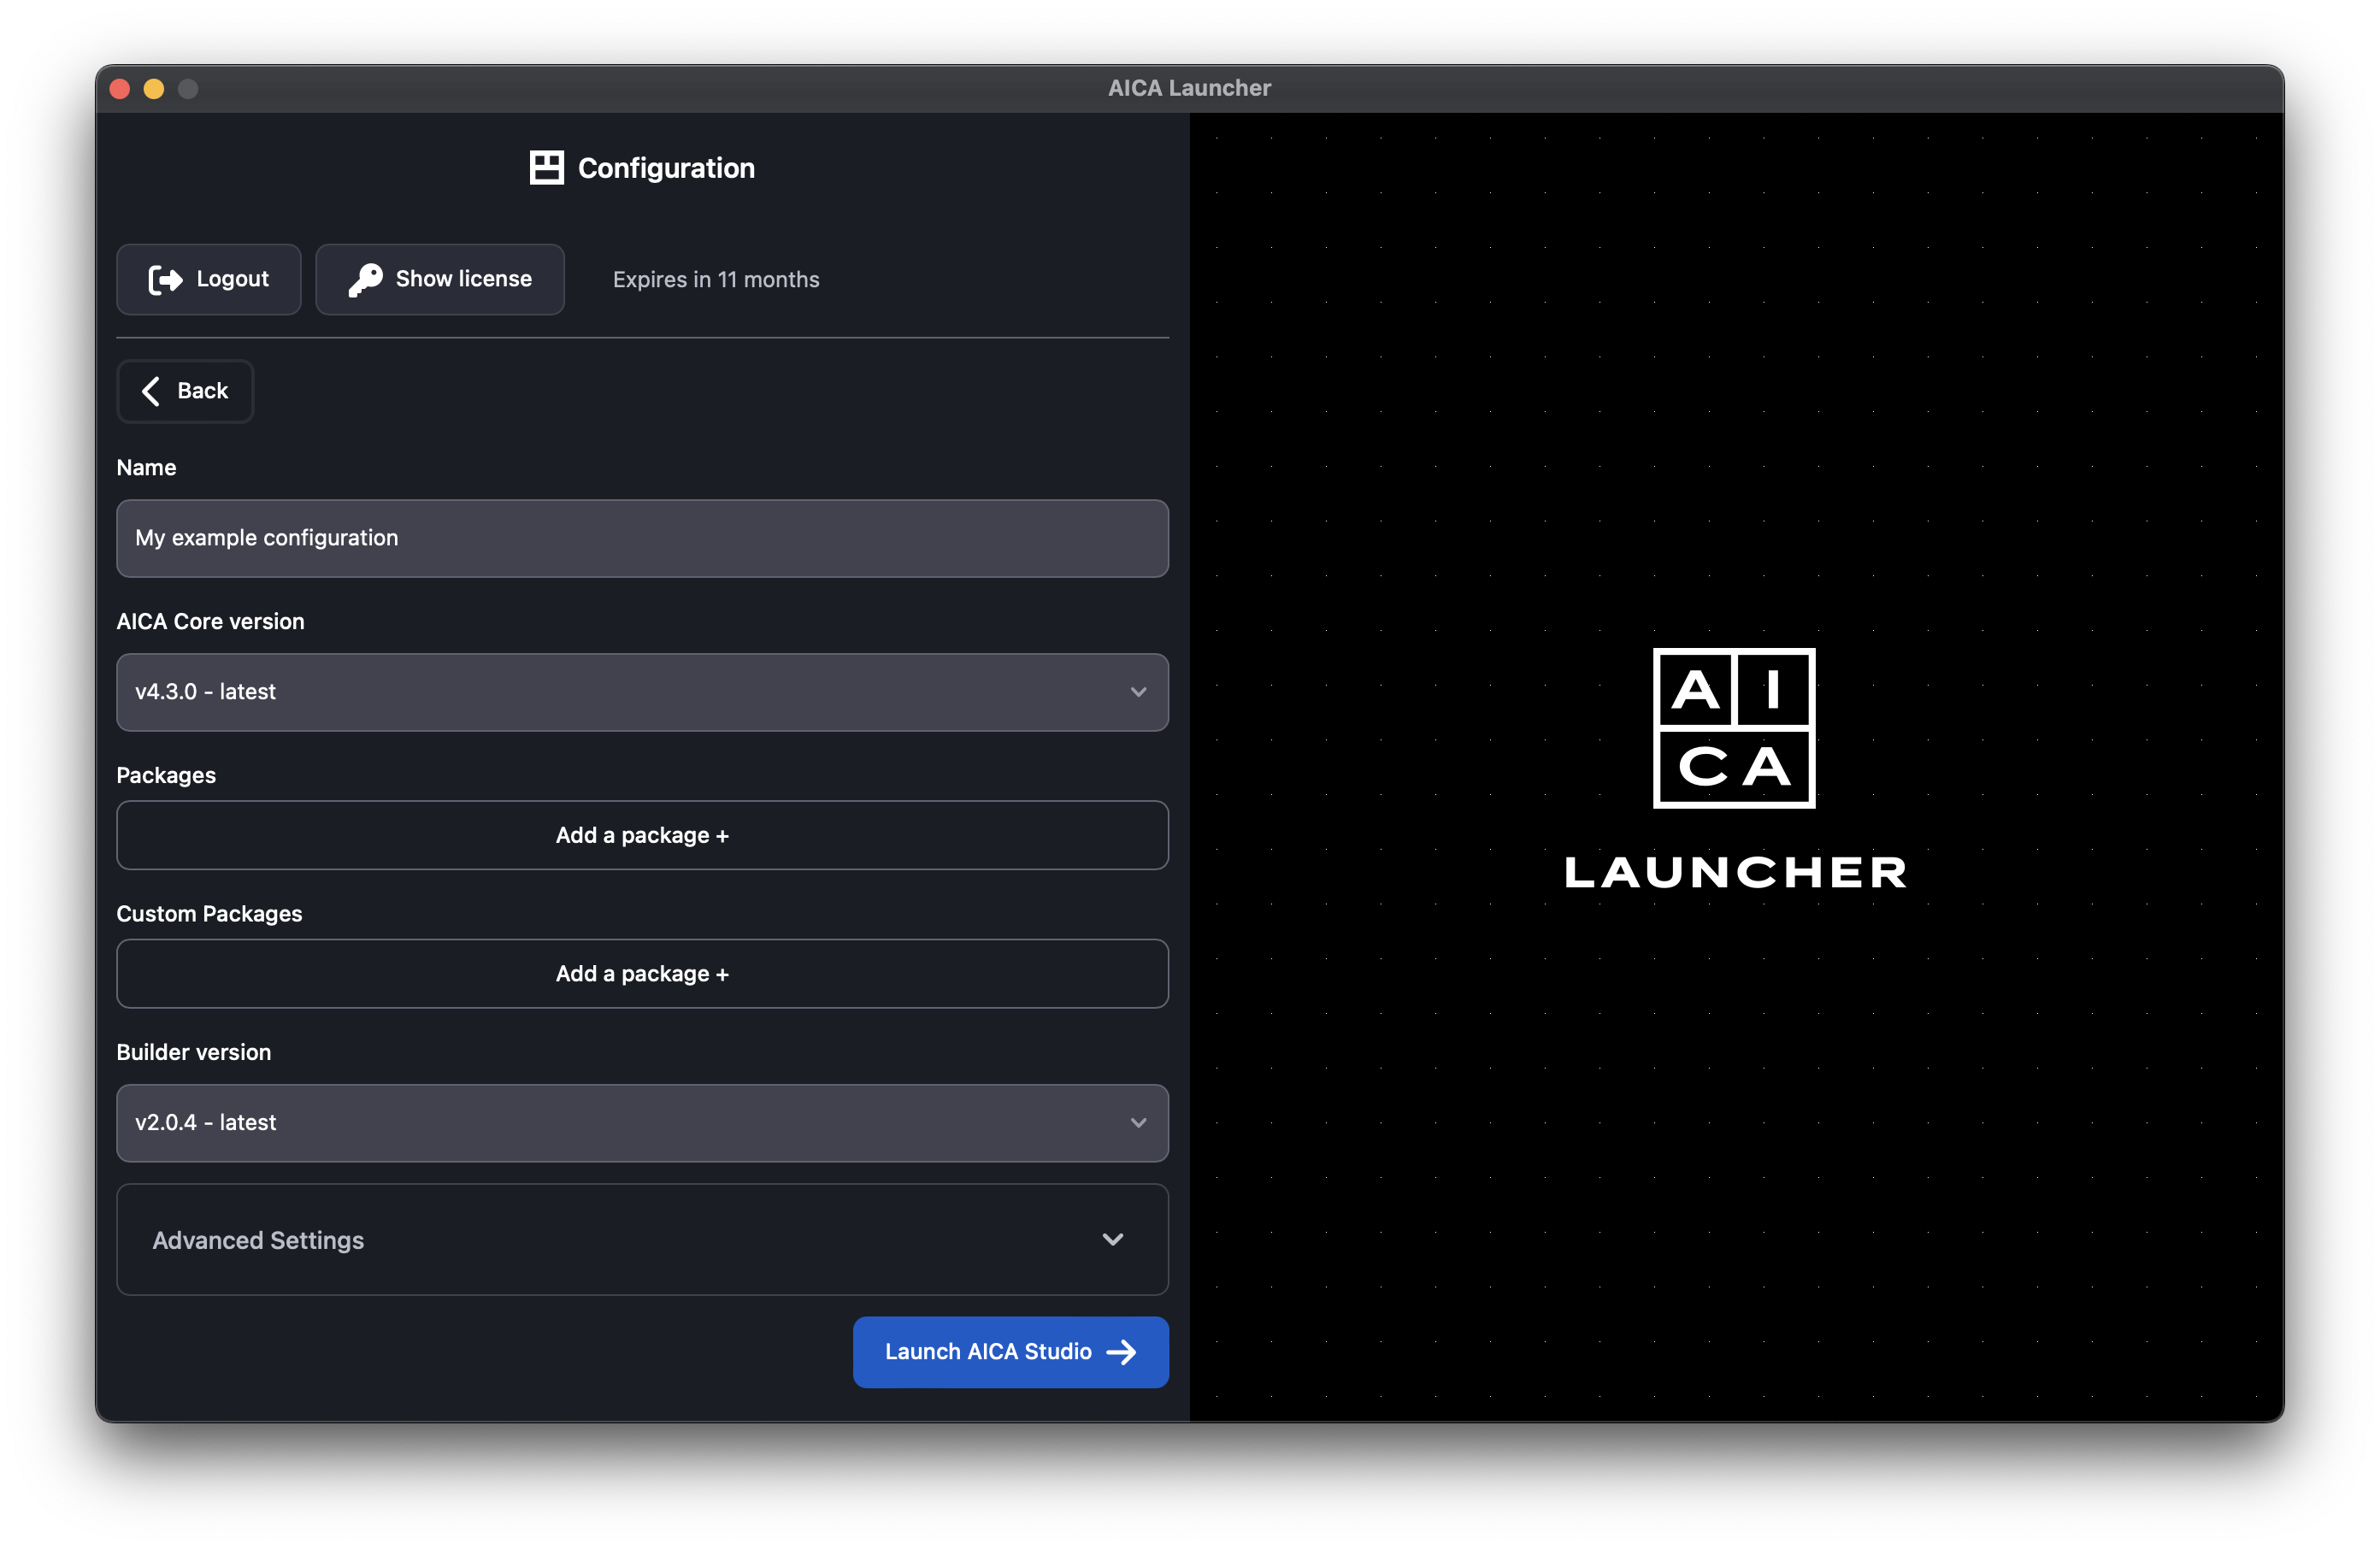 AICA Launcher
Configuration
Logout
Show license
Expires in 11 months
Back
Name
My example configuration
AICA Core version
v4.3.0 - latest
Packages
Add a package +
Custom Packages
Add a package +
Builder version
v2.0.4 - latest
Advanced Settings
Launch AICA Studio
A I
CA
LAUNCHER